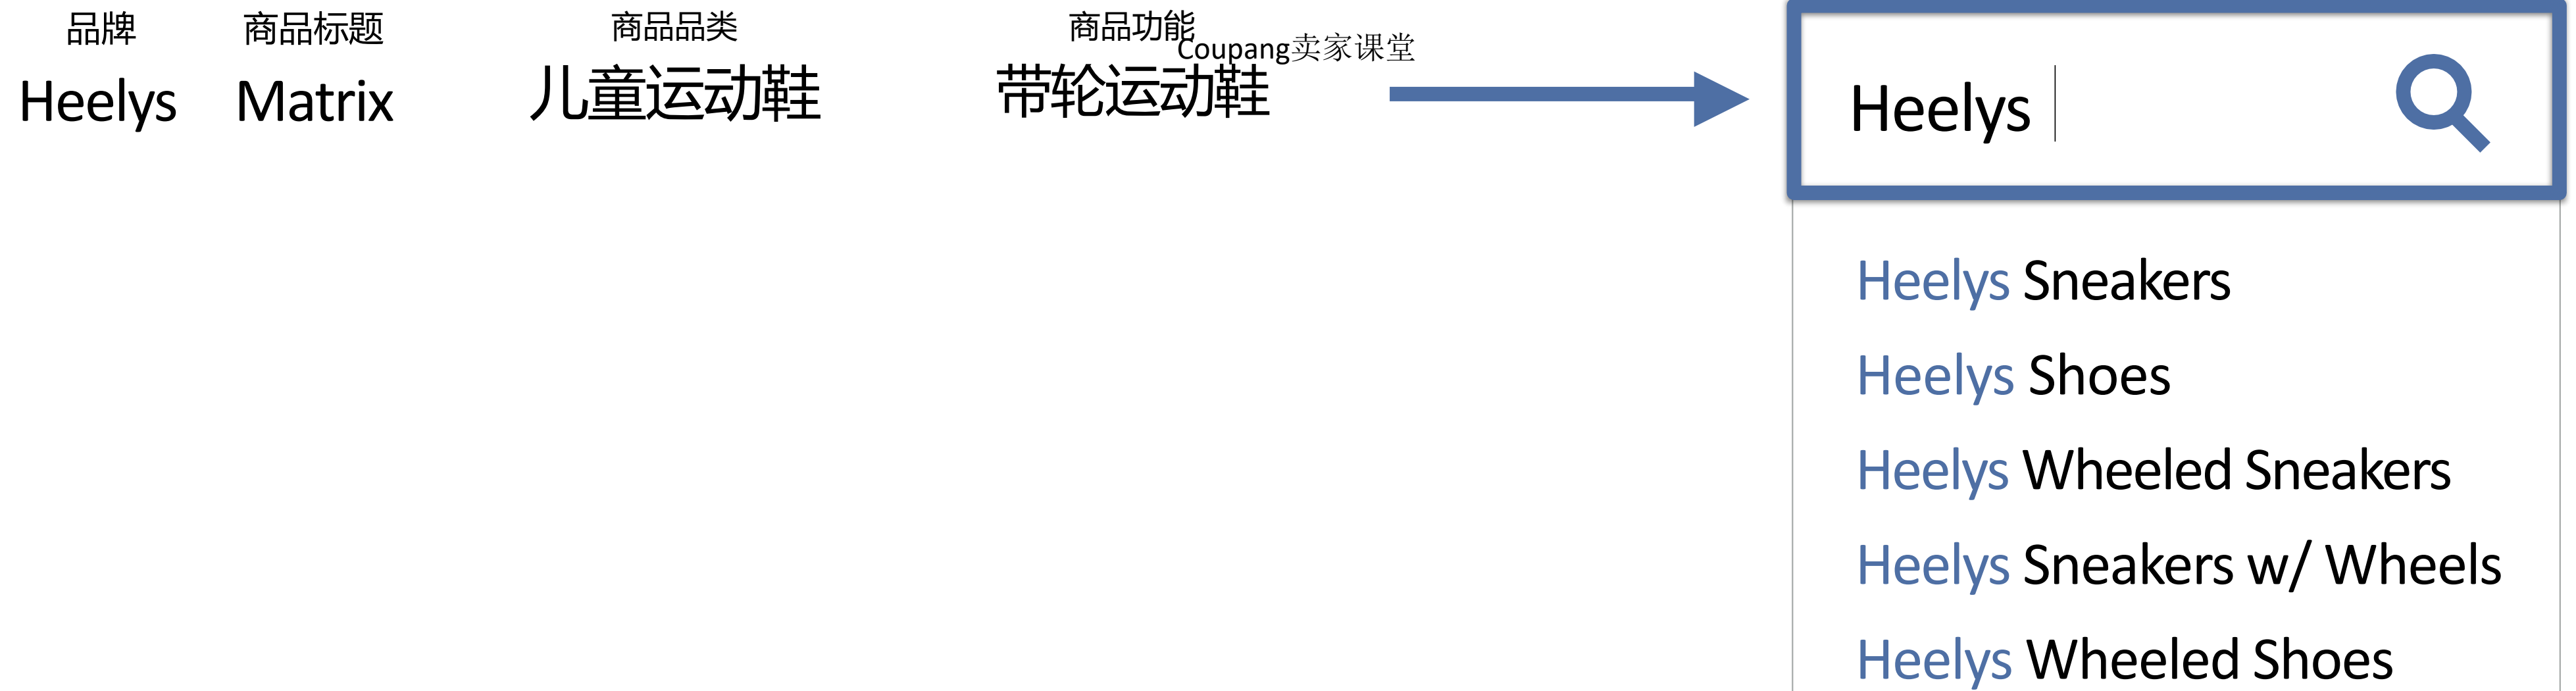 品牌 商品标题 商品品类 商品功能
Coupang卖家课堂
Heelys Matrix 儿童运动鞋 带轮运动鞋
Heelys
Heelys Sneakers
Heelys Shoes
Heelys Wheeled Sneakers
Heelys Sneakers w/ Wheels
Heelys Wheeled Shoes